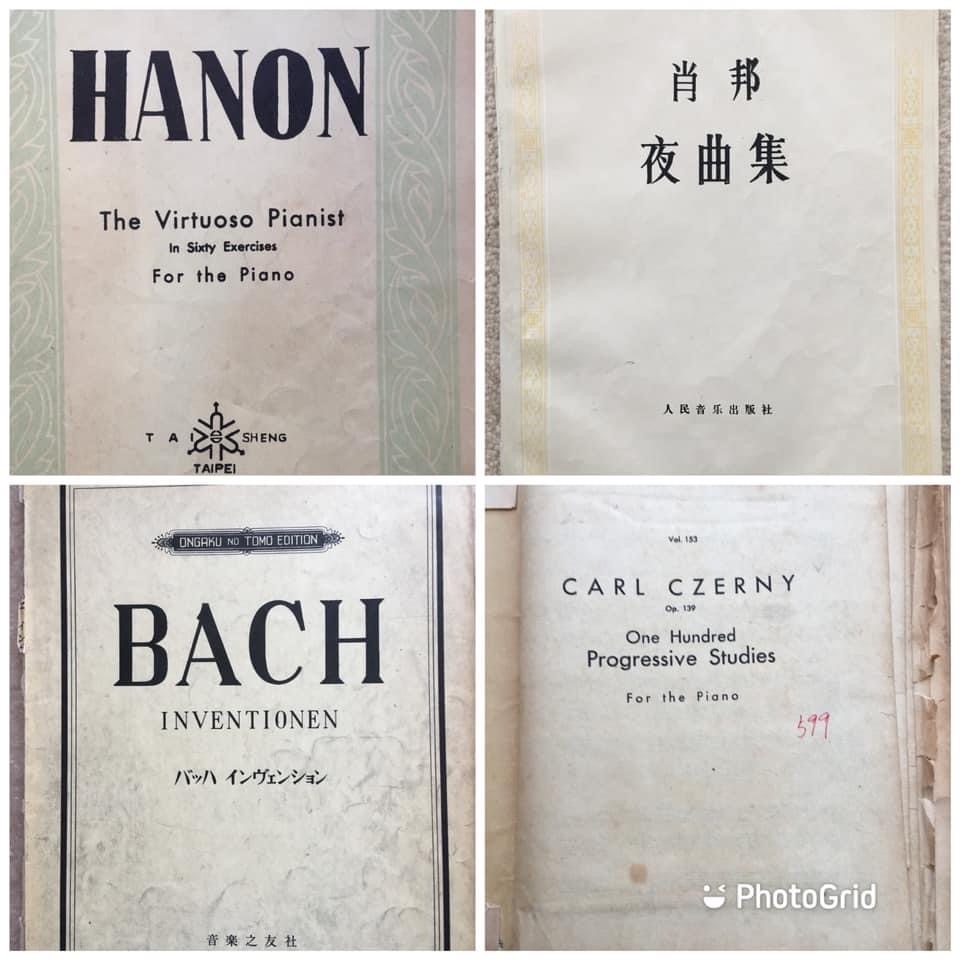 HANON
The Virtuoso Pianist
In Sixty Exercises
For the Piano
TAI SHENG
TAIPEI
肖邦
夜曲集
人民音乐出版社
ONGAKU NO TOMO EDITION
BACH
INVENTIONEN
バッハ インヴェンション
音楽之友社
Vol. 153
CARL CZERNY
Op. 139
One Hundred
Progressive Studies
For the Piano
599
PhotoGrid